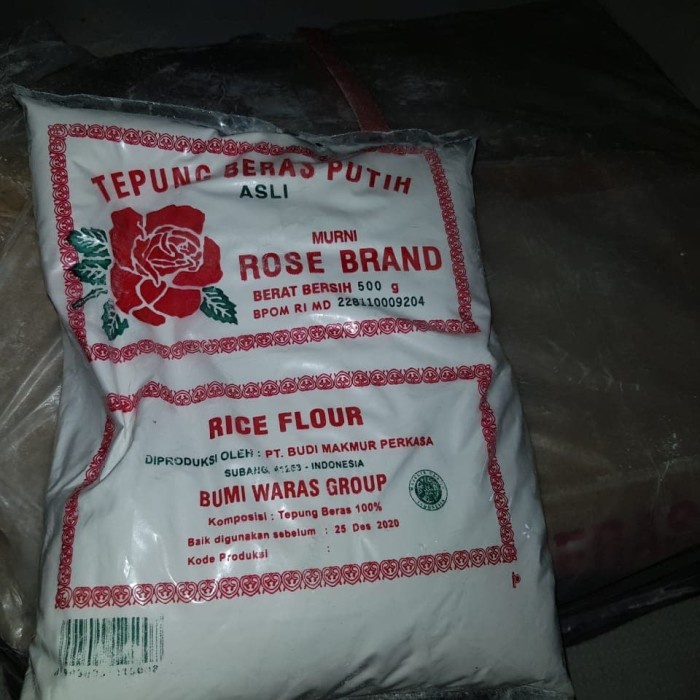 TEPUNG BERAS PUTIH
ASLI
MURNI
ROSE BRAND
BERAT BERSIH 500 g
BPOM RI MD 228110009204
RICE FLOUR
DIPRODUKSI OLEH : PT. BUDI MAKMUR PERKASA
SUBANG - INDONESIA
BUMI WARAS GROUP
Komposisi : Tepung Beras 100%
Baik digunakan sebelum : 25 Des 2020
Kode Produksi :